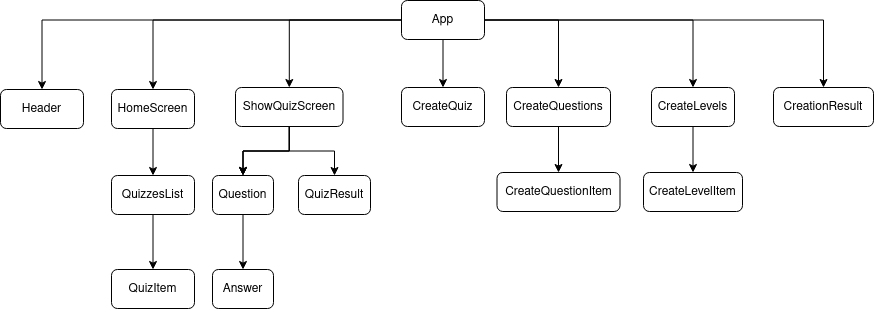 App
Header
HomeScreen
ShowQuizScreen
CreateQuiz
CreateQuestions
CreateLevels
CreationResult
QuizzesList
Question
QuizResult
CreateQuestionItem
CreateLevelItem
QuizItem
Answer